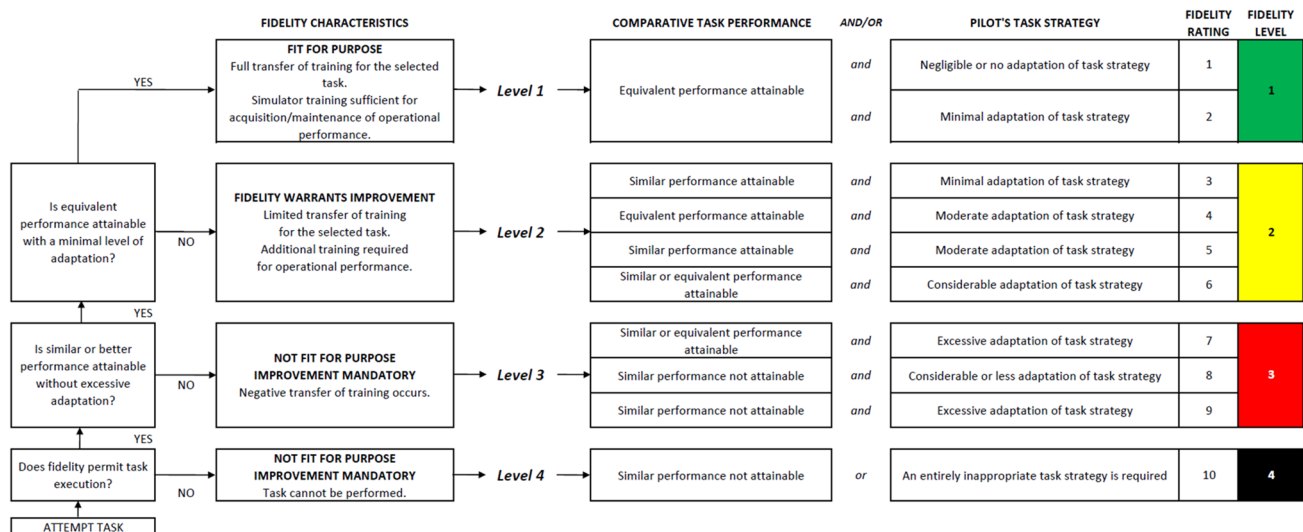 FIDELITY CHARACTERISTICS
COMPARATIVE TASK PERFORMANCE
AND/OR
PILOT'S TASK STRATEGY
FIDELITY
RATING
FIDELITY
LEVEL
YES
FIT FOR PURPOSE
Full transfer of training for the selected
task.
Simulator training sufficient for
acquisition/maintenance of operational
performance.
Level 1
Equivalent performance attainable
and
Negligible or no adaptation of task strategy
1
and
Minimal adaptation of task strategy
2
1
Is equivalent
performance attainable
with a minimal level of
adaptation?
NO
FIDELITY WARRANTS IMPROVEMENT
Limited transfer of training
for the selected task.
Additional training required
for operational performance.
Level 2
Similar performance attainable
and
Minimal adaptation of task strategy
3
Equivalent performance attainable
and
Moderate adaptation of task strategy
4
Similar performance attainable
and
Moderate adaptation of task strategy
5
Similar or equivalent performance
attainable
and
Considerable adaptation of task strategy
6
2
YES
Is similar or better
performance attainable
without excessive
adaptation?
NO
NOT FIT FOR PURPOSE
IMPROVEMENT MANDATORY
Negative transfer of training occurs.
Level 3
Similar or equivalent performance
attainable
and
Excessive adaptation of task strategy
7
Similar performance not attainable
and
Considerable or less adaptation of task strategy
8
Similar performance not attainable
and
Excessive adaptation of task strategy
9
3
YES
Does fidelity permit task
execution?
NO
NOT FIT FOR PURPOSE
IMPROVEMENT MANDATORY
Task cannot be performed.
Level 4
Similar performance not attainable
or
An entirely inappropriate task strategy is required
10
4
ATTEMPT TASK